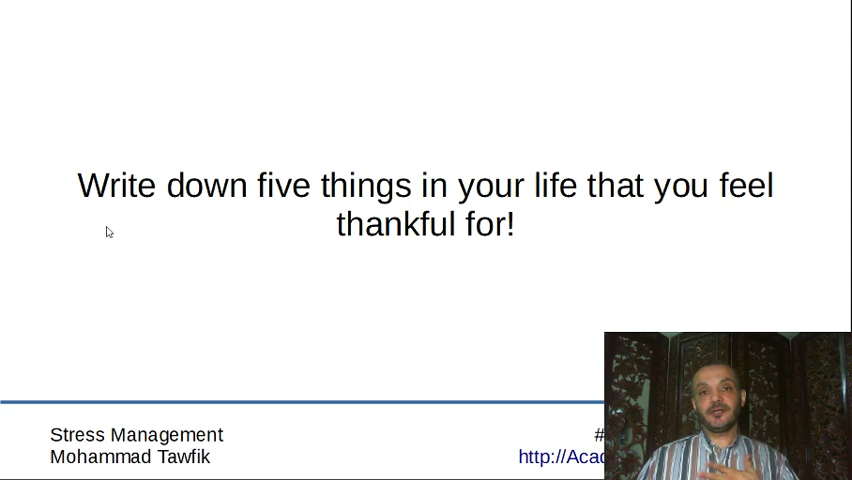 Write down five things in your life that you feel
thankful for!
Stress Management
#
Mohammad Tawfik
http://Acad